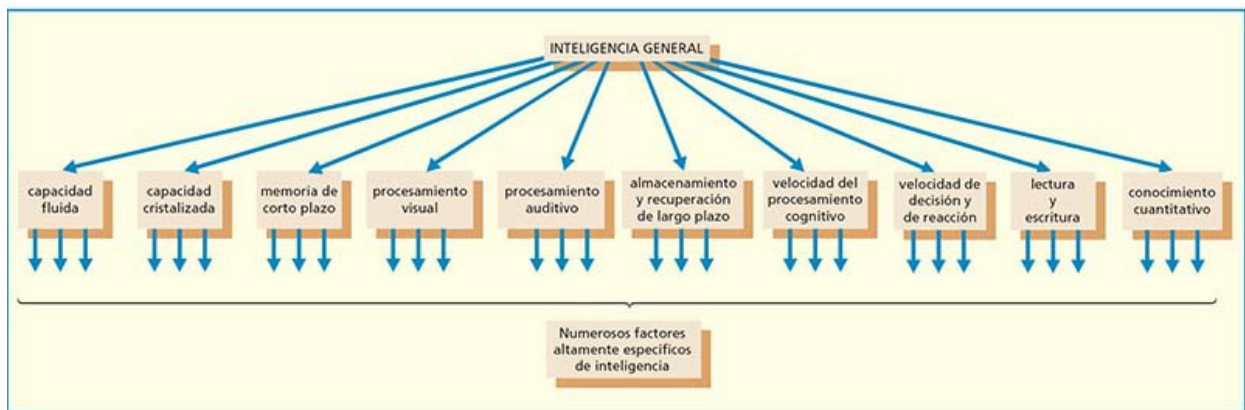 INTELIGENCIA GENERAL
capacidad
fluida
capacidad
cristalizada
memoria de
corto plazo
procesamiento
visual
procesamiento
auditivo
almacenamiento
y recuperación
de largo plazo
velocidad del
procesamiento
cognitivo
velocidad de
decisión y
de reacción
lectura
y
escritura
conocimiento
cuantitativo
Numerosos factores
altamente específicos
de inteligencia